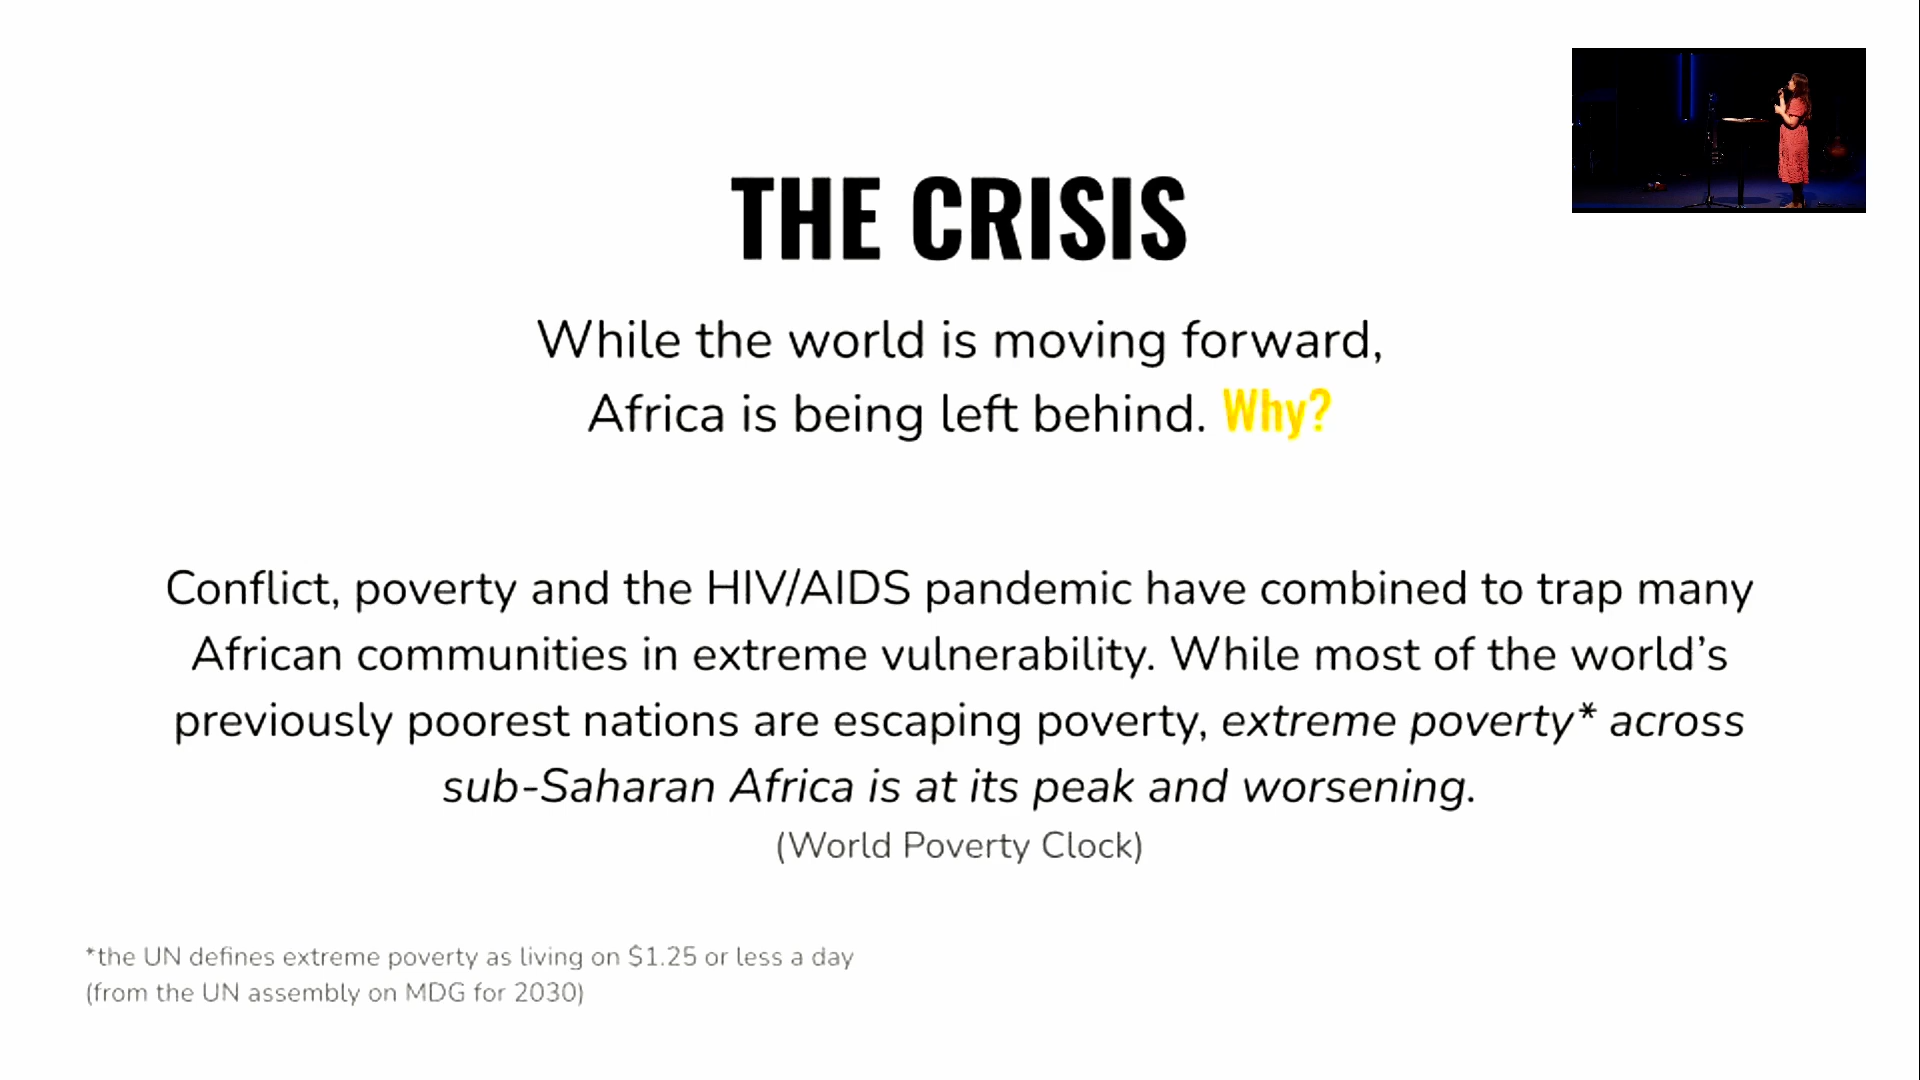 THE CRISIS
While the world is moving forward,
Africa is being left behind. Why?
Conflict, poverty and the HIV/AIDS pandemic have combined to trap many
African communities in extreme vulnerability. While most of the world’s
previously poorest nations are escaping poverty, extreme poverty* across
sub-Saharan Africa is at its peak and worsening.
(World Poverty Clock)
*the UN defines extreme poverty as living on $1.25 or less a day
(from the UN assembly on MDG for 2030)